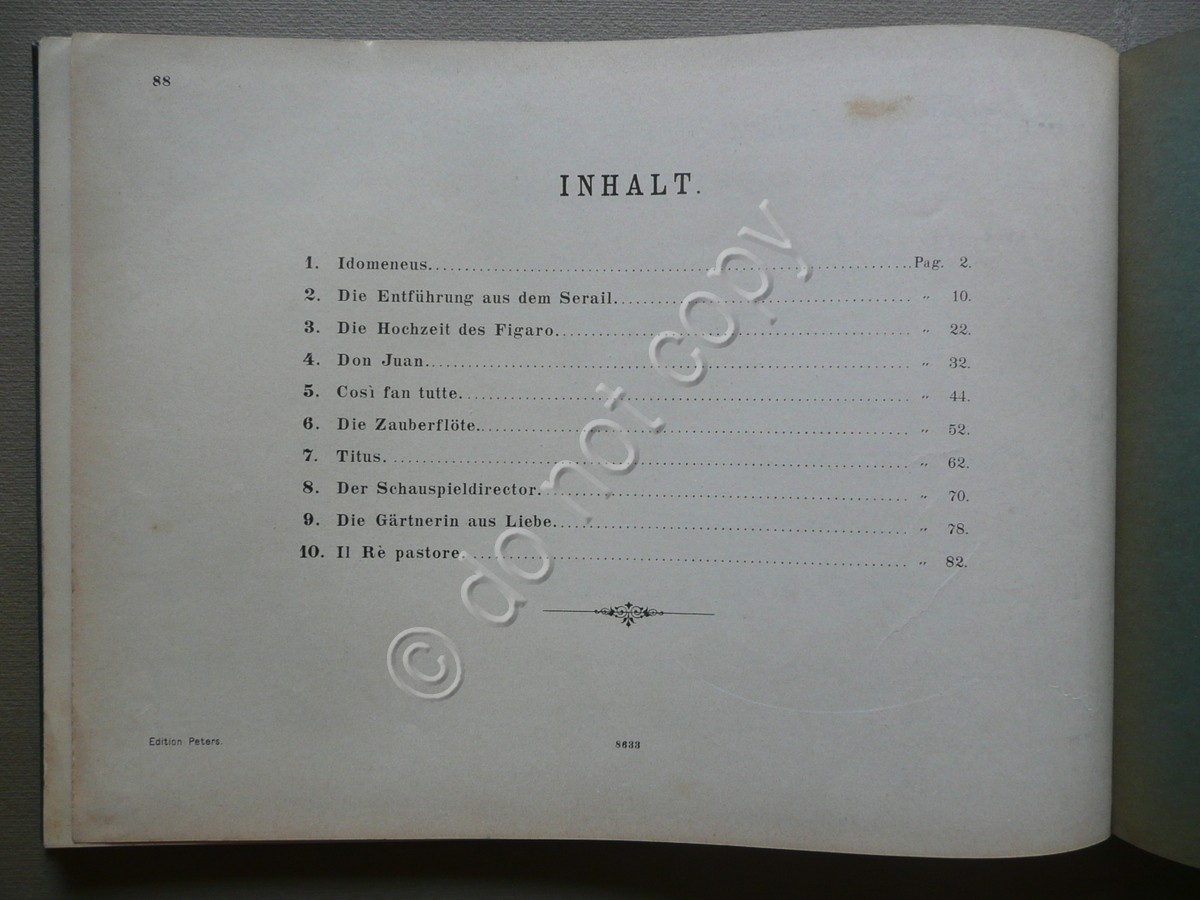 88
INHALT.
1. Idomeneus. Pag. 2.
2. Die Entführung aus dem Serail. „ 10.
3. Die Hochzeit des Figaro. „ 22.
4. Don Juan. „ 32.
5. Così fan tutte. „ 44.
6. Die Zauberflöte. „ 52.
7. Titus. „ 62.
8. Der Schauspieldirector. „ 70.
9. Die Gärtnerin aus Liebe. „ 78.
10. Il Rè pastore. „ 82.
© do not copy
Edition Peters. 8633